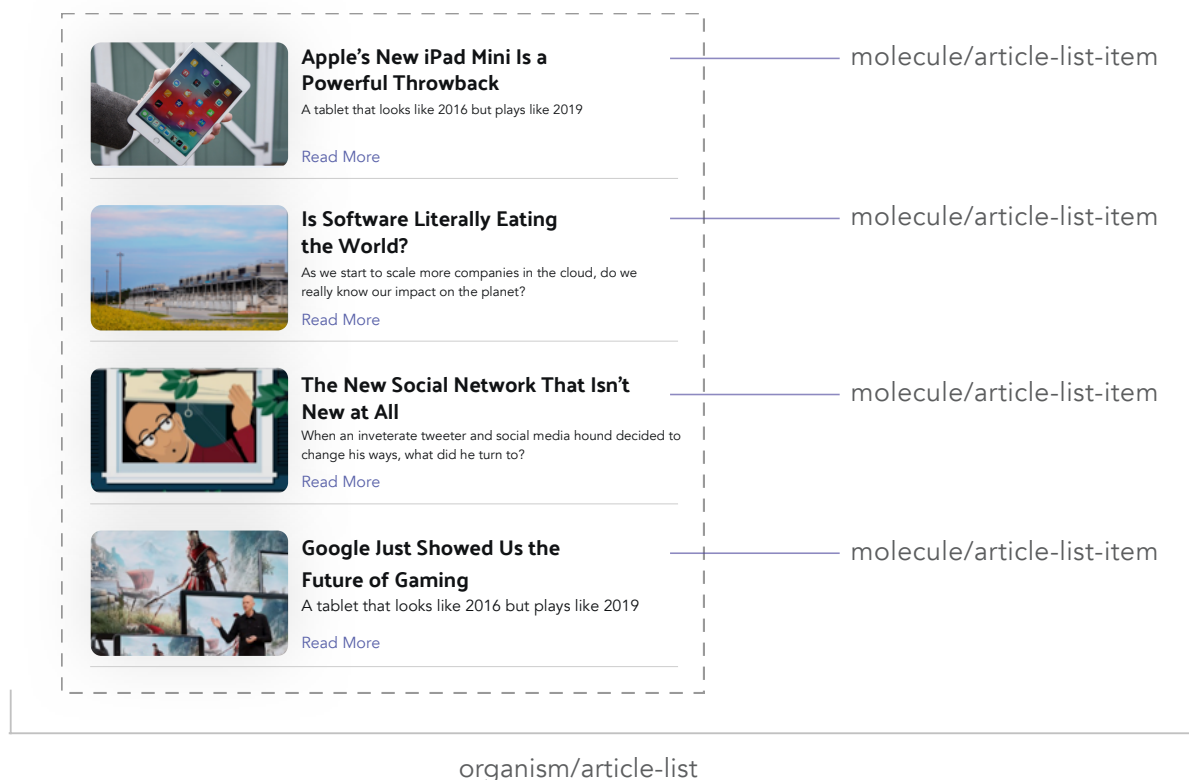 Apple's New iPad Mini Is a
Powerful Throwback
A tablet that looks like 2016 but plays like 2019
Read More
molecule/article-list-item
Is Software Literally Eating
the World?
As we start to scale more companies in the cloud, do we
really know our impact on the planet?
Read More
molecule/article-list-item
The New Social Network That Isn't
New at All
When an inveterate tweeter and social media hound decided to
change his ways, what did he turn to?
Read More
molecule/article-list-item
Google Just Showed Us the
Future of Gaming
A tablet that looks like 2016 but plays like 2019
Read More
molecule/article-list-item
organism/article-list